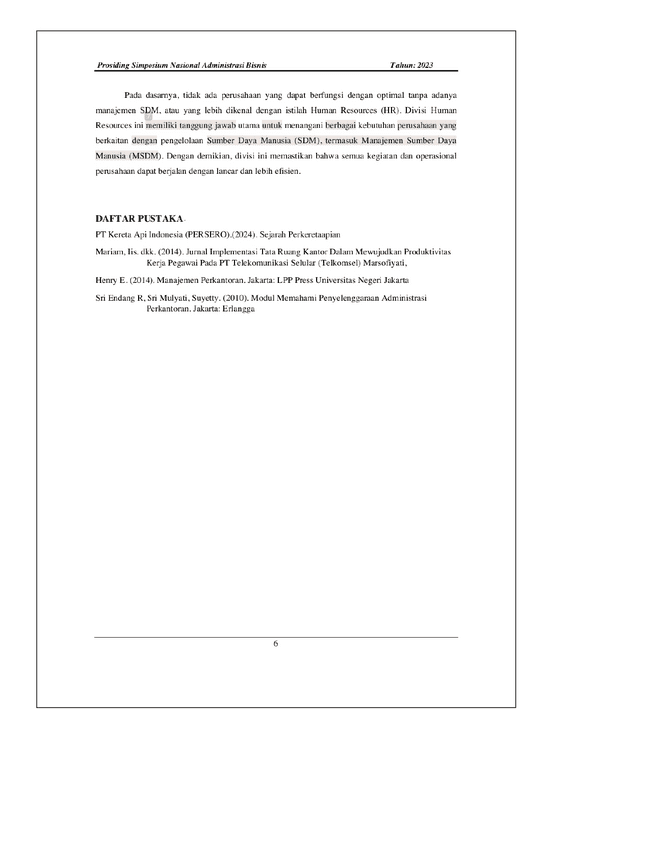 Prosiding Simposium Nasional Administrasi Bisnis Tahun: 2023
Pada dasarnya, tidak ada perusahaan yang dapat berfungsi dengan optimal tanpa adanya
manajemen SDM, atau yang lebih dikenal dengan istilah Human Resources (HR). Divisi Human
Resources ini memiliki tanggung jawab utama untuk menangani berbagai kebutuhan perusahaan yang
berkaitan dengan pengelolaan Sumber Daya Manusia (SDM), termasuk Manajemen Sumber Daya
Manusia (MSDM). Dengan demikian, divisi ini memastikan bahwa semua kegiatan dan operasional
perusahaan dapat berjalan dengan lancar dan lebih efisien.
DAFTAR PUSTAKA
PT Kereta Api Indonesia (PERSERO).(2024). Sejarah Perkeretaapian
Mariam, Iis. dkk. (2014). Jurnal Implementasi Tata Ruang Kantor Dalam Mewujudkan Produktivitas
Kerja Pegawai Pada PT Telekomunikasi Selular (Telkomsel) Marsofiyati,
Henry E. (2014). Manajemen Perkantoran. Jakarta: LPP Press Universitas Negeri Jakarta
Sri Endang R, Sri Mulyati, Suyetty. (2010). Modul Memahami Penyelenggaraan Administrasi
Perkantoran. Jakarta: Erlangga
6